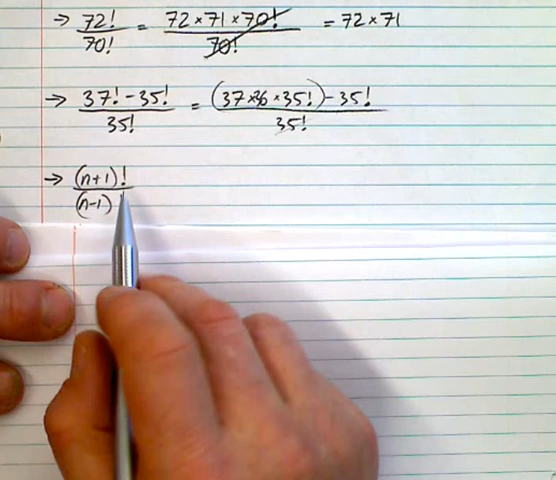 → 72!/70! = 72 × 71 × 70!/70! = 72 × 71
→ 37! - 35!/35! = (37 × 36 × 35!) - 35!/35!
→ (n+1)!/(n-1)